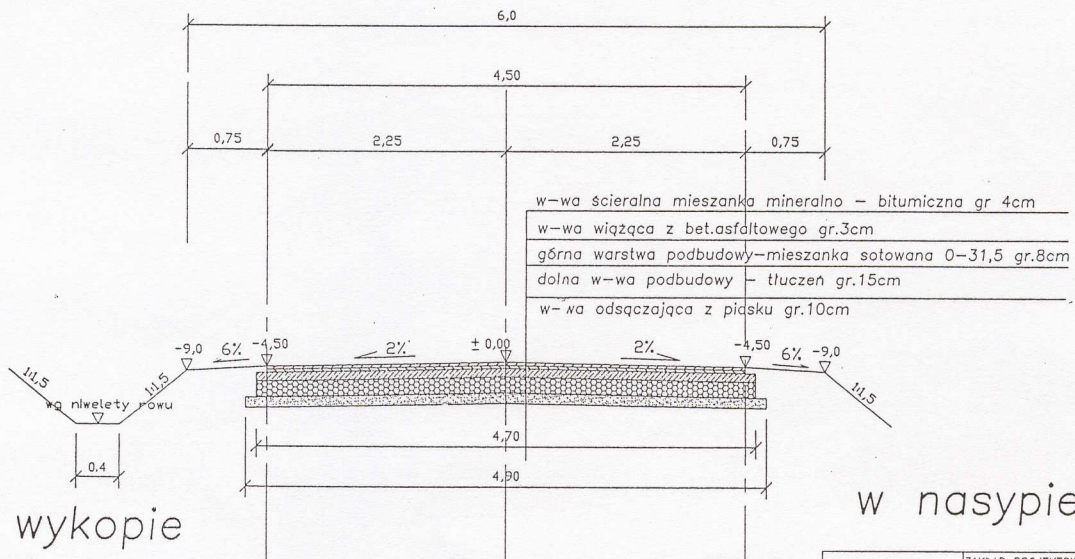 6,0
4,50
0,75 2,25 2,25 0,75
w-wa ścieralna mieszanka mineralno - bitumiczna gr 4cm
w-wa wiążąca z bet.asfaltowego gr.3cm
górna warstwa podbudowy-mieszanka sotowana 0-31,5 gr.8cm
dolna w-wa podbudowy - tłuczeń gr.15cm
w-wa odsączająca z piasku gr.10cm
-9,0 6% -4,50 2% ±0,00 2% -4,50 6% -9,0
1:1,5 1:1,5 1:1,5
wg niwelety rowu
4,70
0,4
4,90
w nasypie
wykopie